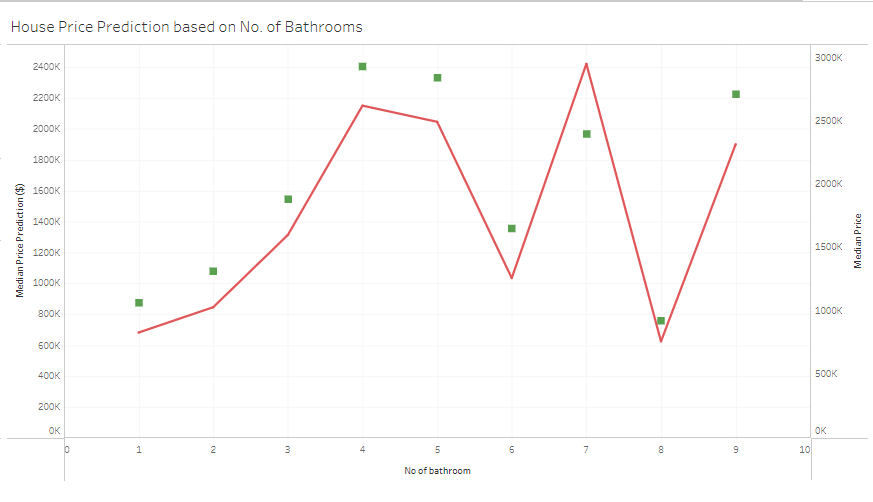 House Price Prediction based on No. of Bathrooms
2400K
2200K
2000K
1800K
1600K
1400K
1200K
1000K
800K
600K
400K
200K
0K
Median Price Prediction ($)
3000K
2500K
2000K
1500K
1000K
500K
0K
Median Price
0 1 2 3 4 5 6 7 8 9 10
No of bathroom